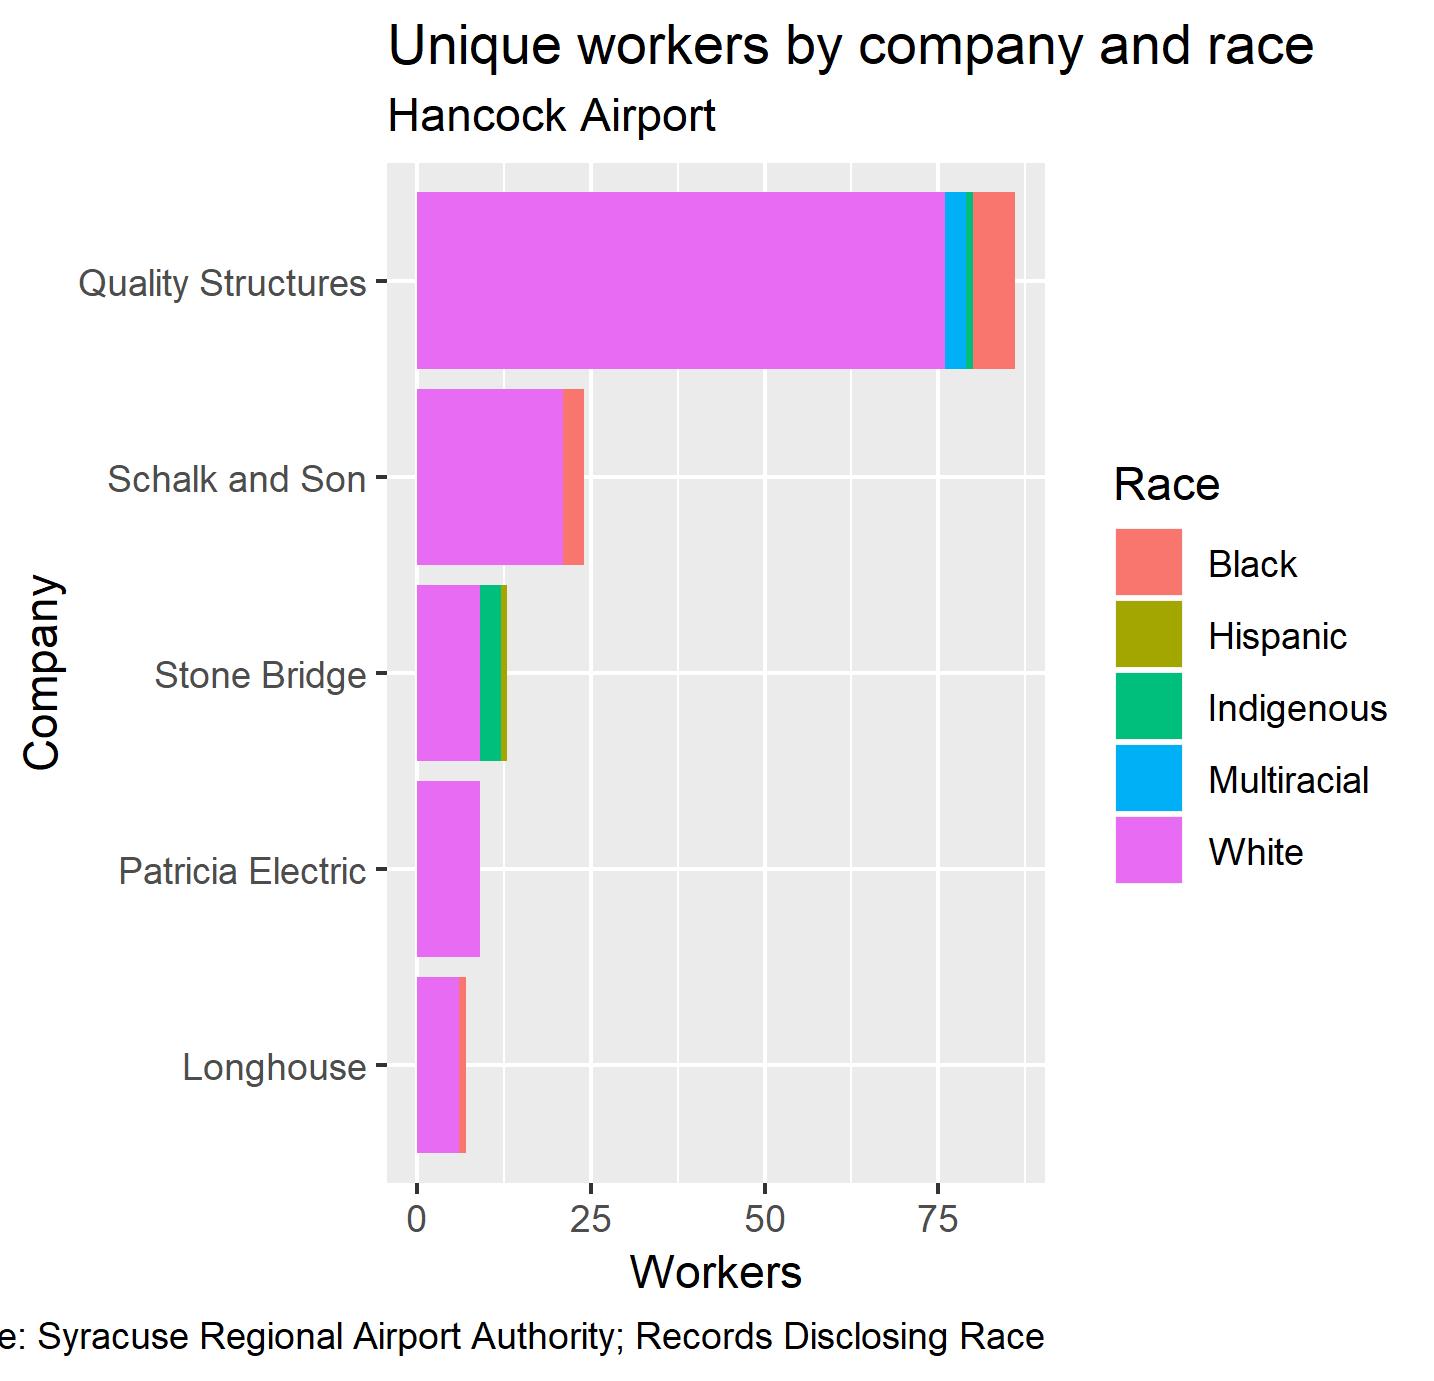 Unique workers by company and race
Hancock Airport
Quality Structures
Schalk and Son
Stone Bridge
Patricia Electric
Longhouse
Company
0 25 50 75
Workers
Race
Black
Hispanic
Indigenous
Multiracial
White
e: Syracuse Regional Airport Authority; Records Disclosing Race